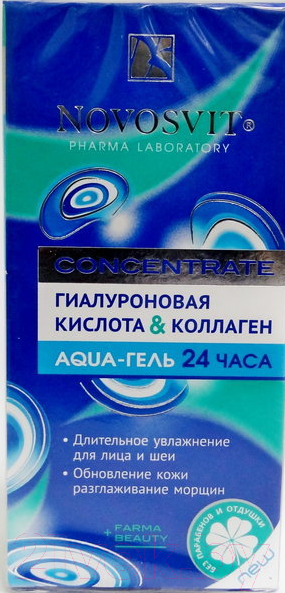 NOVOSVIT®
PHARMA LABORATORY
CONCENTRATE
ГИАЛУРОНОВАЯ
КИСЛОТА & КОЛЛАГЕН
AQUA-ГЕЛЬ 24 ЧАСА
• Длительное увлажнение
для лица и шеи
• Обновление кожи
разглаживание морщин
FARMA
+ BEAUTY
БЕЗ ПАРАБЕНОВ И ОТДУШКИ
new